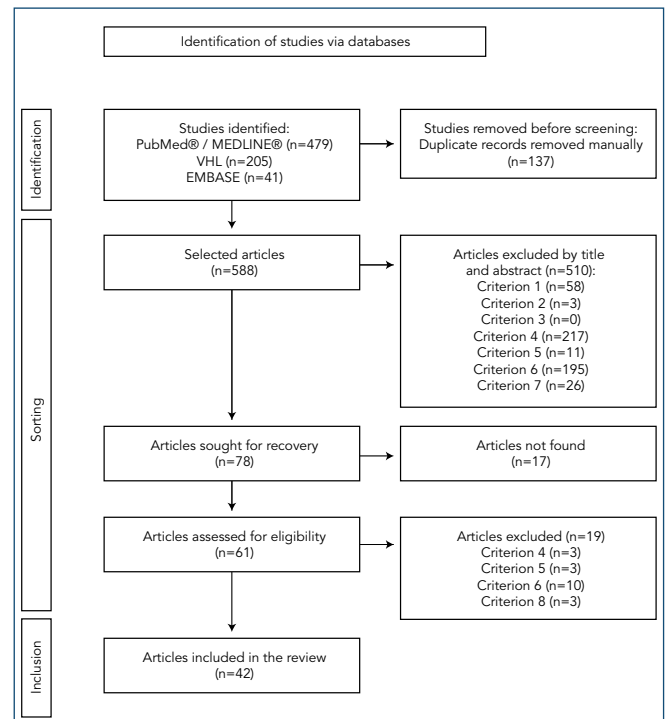 Identification of studies via databases
Identification
Studies identified:
PubMed® / MEDLINE® (n=479)
VHL (n=205)
EMBASE (n=41)
Studies removed before screening:
Duplicate records removed manually
(n=137)
Sorting
Selected articles
(n=588)
Articles excluded by title
and abstract (n=510):
Criterion 1 (n=58)
Criterion 2 (n=3)
Criterion 3 (n=0)
Criterion 4 (n=217)
Criterion 5 (n=11)
Criterion 6 (n=195)
Criterion 7 (n=26)
Articles sought for recovery
(n=78)
Articles not found
(n=17)
Articles assessed for eligibility
(n=61)
Articles excluded (n=19)
Criterion 4 (n=3)
Criterion 5 (n=3)
Criterion 6 (n=10)
Criterion 8 (n=3)
Inclusion
Articles included in the review
(n=42)